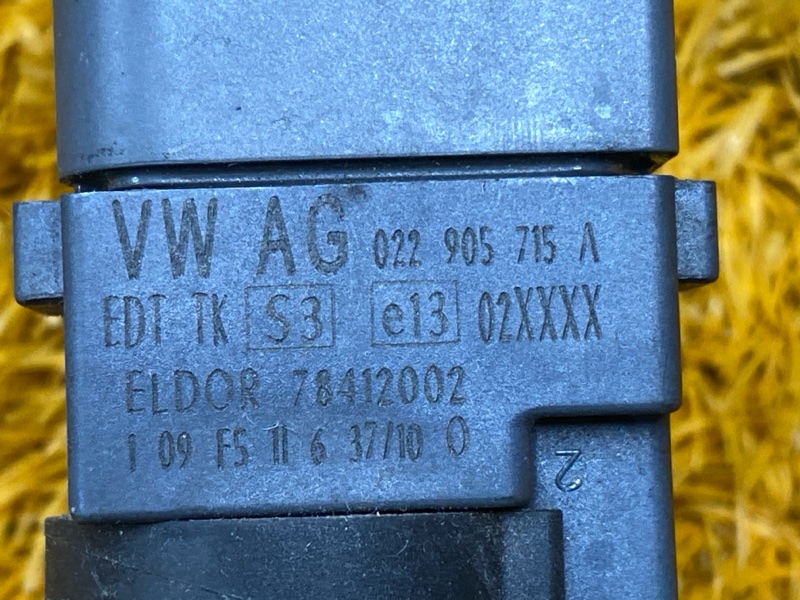 VW AG 022 905 715 A
EDT TK S3 e13 02XXXX
ELDOR 78412002
1 09 F5 11 6 37/10 0
2